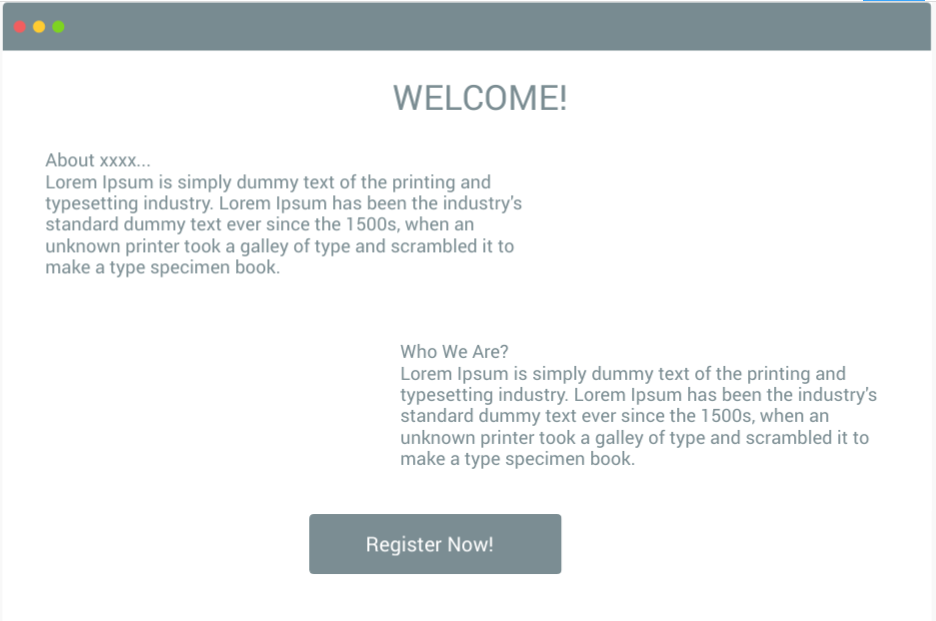 WELCOME!
About xxxx...
Lorem Ipsum is simply dummy text of the printing and
typesetting industry. Lorem Ipsum has been the industry's
standard dummy text ever since the 1500s, when an
unknown printer took a galley of type and scrambled it to
make a type specimen book.
Who We Are?
Lorem Ipsum is simply dummy text of the printing and
typesetting industry. Lorem Ipsum has been the industry's
standard dummy text ever since the 1500s, when an
unknown printer took a galley of type and scrambled it to
make a type specimen book.
Register Now!